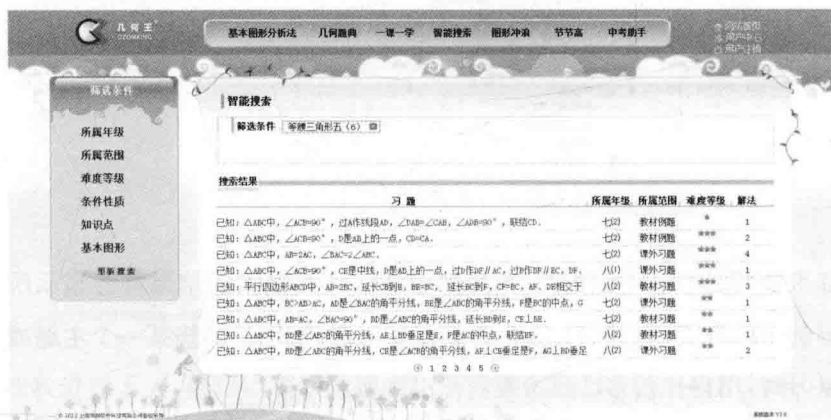 几何王
GEOMKING
基本图形分析法 几何题典 一课一学 智能搜索 图形冲浪 节节高 中考助手
筛选条件
所属年级
所属范围
难度等级
条件性质
知识点
基本图形
重新搜索
智能搜索
筛选条件 等腰三角形五（6）
搜索结果
习 题 所属年级 所属范围 难度等级 解法
已知：△ABC中，∠ACB=90°，过A作线段AD，∠DAB=∠CAB，∠ADB=90°，联结CD. 七(2) 教材例题 * 1
已知：△ABC中，∠ACB=90°，D是AB上的一点，CD=CA. 七(2) 教材例题 *** 2
已知：△ABC中，AB=2AC，∠BAC=2∠ABC. 七(2) 课外习题 *** 4
已知：△ABC中，∠ACB=90°，CE是中线，D是AB上的一点，过D作DF∥AC，过B作BF∥EC，DF、 八(1) 课外习题 *** 1
已知：平行四边形ABCD中，AB=2BC，延长CB到E，BE=BC，延长BC到F，CF=BC，AF、DE相交于 八(2) 教材习题 *** 3
已知：△ABC中，BC>AB>AC，AD是∠BAC的角平分线，BE是∠ABC的角平分线，F是BC的中点，G 七(2) 课外习题 ** 1
已知：△ABC中，AB=AC，∠BAC=90°，BD是∠ABC的角平分线，延长BD到E，CE⊥BE. 七(2) 教材习题 ** 1
已知：△ABC中，BD是∠ABC的角平分线，AE⊥BD垂足是E，F是AC的中点，联结EF. 八(2) 教材习题 ** 1
已知：△ABC中，BD是∠ABC的角平分线，CE是∠ACB的角平分线，AF⊥CE垂足是F，AG⊥BD垂足 八(2) 课外习题 ** 2
1 2 3 4 5